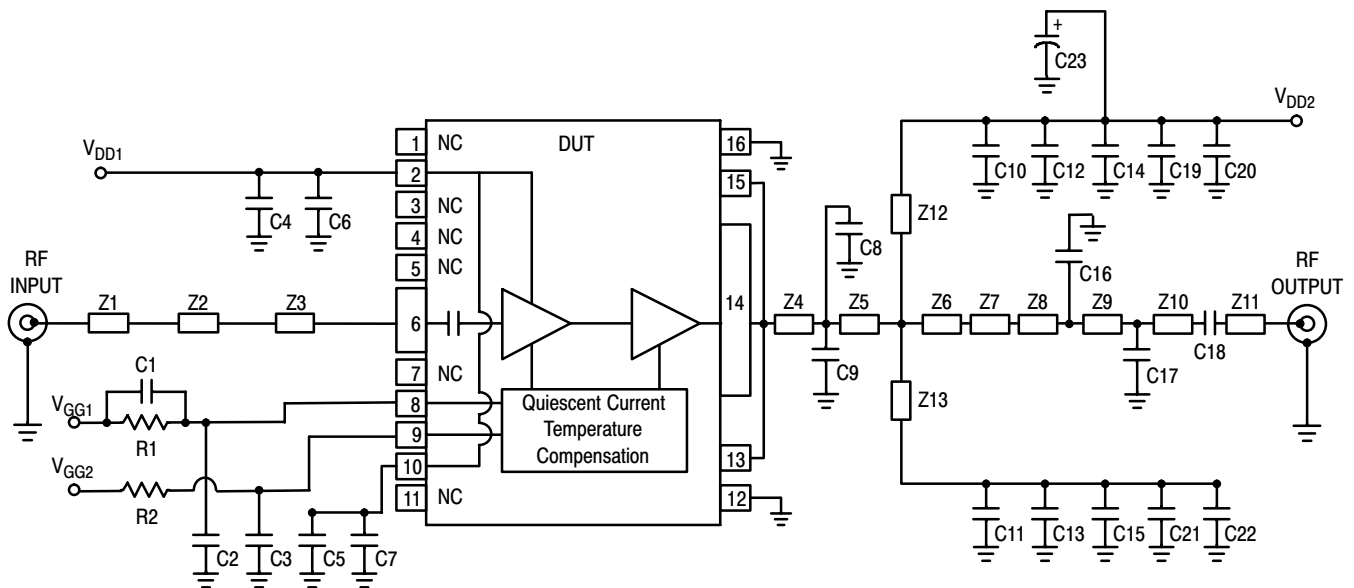 C23
V_DD2
V_DD1
1 NC
DUT
16
2
15
C10 C12 C14 C19 C20
3 NC
C4 C6
Z12
4 NC
C8
5 NC
C16
RF
INPUT
RF
OUTPUT
Z1 Z2 Z3
6
14
Z4 Z5 Z6 Z7 Z8 Z9 Z10 Z11
C18
C9
C17
7 NC
C1
V_GG1
R1
8
Quiescent Current
Temperature
Compensation
Z13
9
V_GG2
R2
10
13
11 NC
12
C2 C3 C5 C7
C11 C13 C15 C21 C22